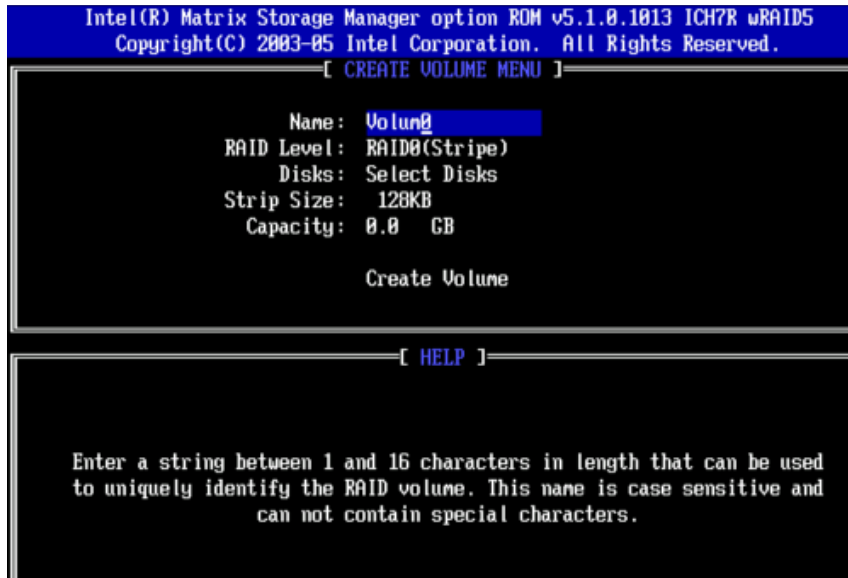 Intel(R) Matrix Storage Manager option ROM v5.1.0.1013 ICH7R wRAID5
Copyright(C) 2003-05 Intel Corporation. All Rights Reserved.
[ CREATE VOLUME MENU ]
Name: Volum0
RAID Level: RAID0(Stripe)
Disks: Select Disks
Strip Size: 128KB
Capacity: 0.0 GB
Create Volume
[ HELP ]
Enter a string between 1 and 16 characters in length that can be used
to uniquely identify the RAID volume. This name is case sensitive and
can not contain special characters.